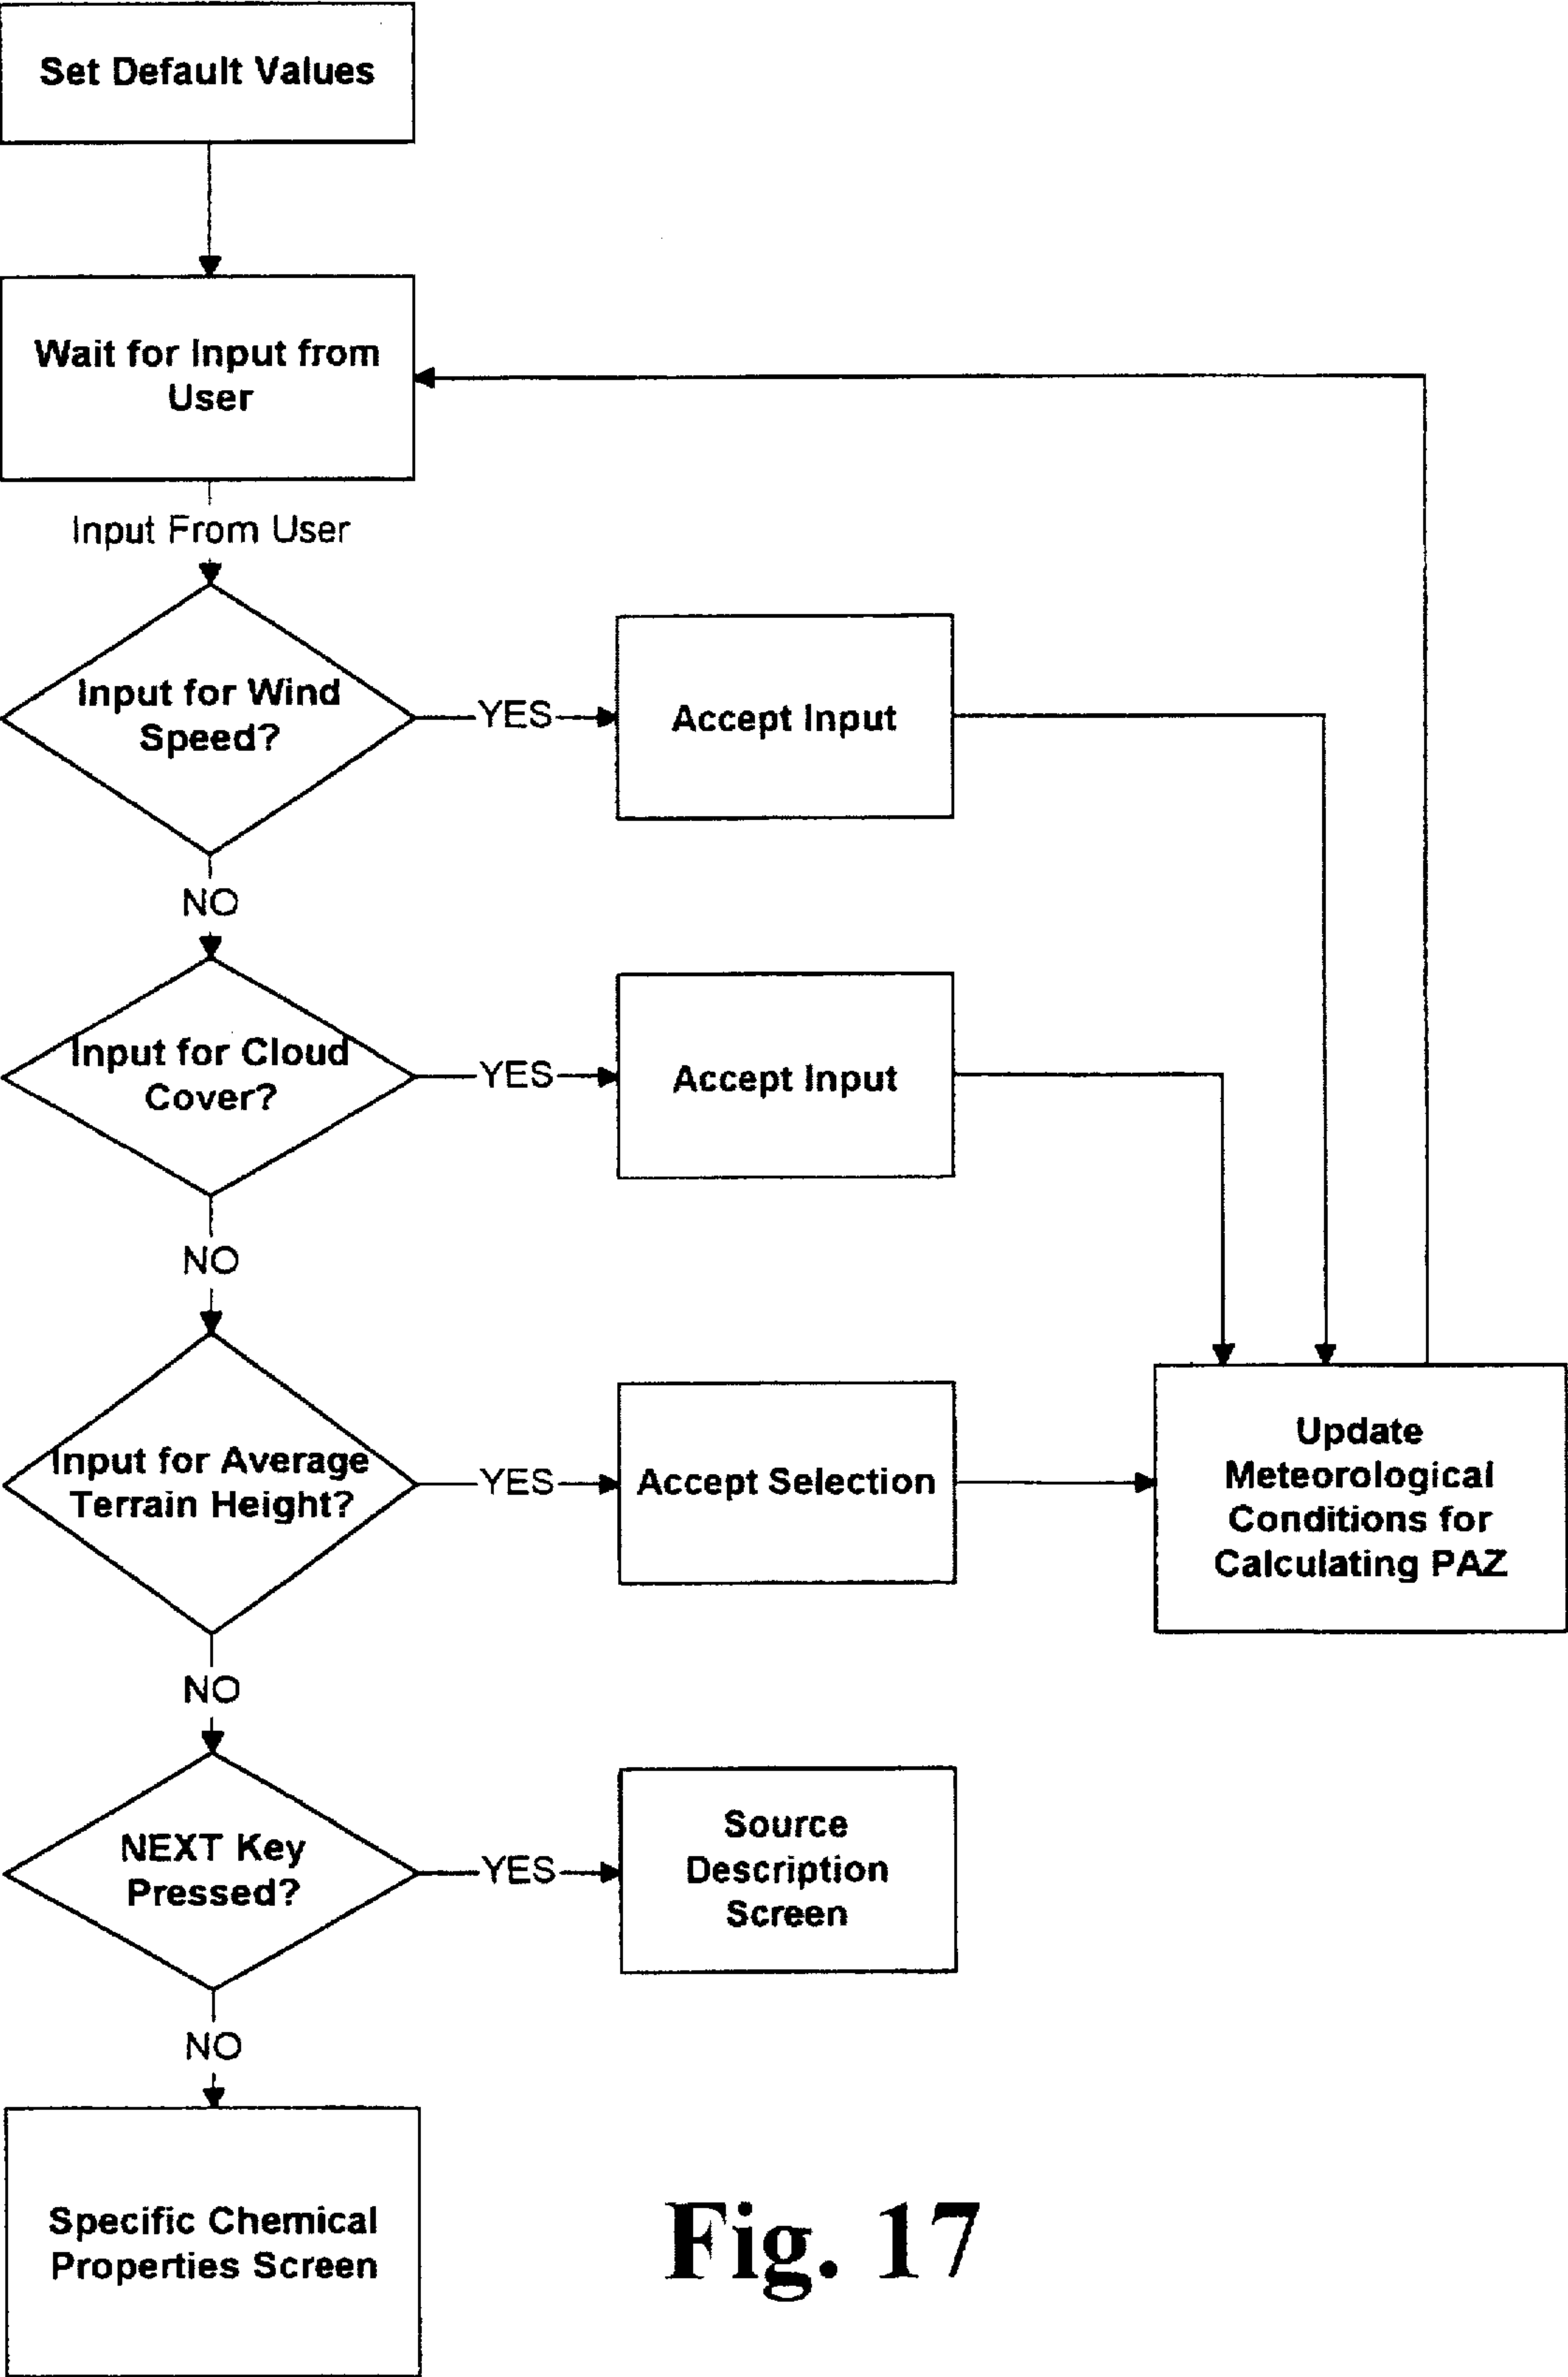 Set Default Values
Wait for Input from
User
Input From User
Input for Wind
Speed?
YES
Accept Input
NO
Input for Cloud
Cover?
YES
Accept Input
NO
Input for Average
Terrain Height?
YES
Accept Selection
Update
Meteorological
Conditions for
Calculating PAZ
NO
NEXT Key
Pressed?
YES
Source
Description
Screen
NO
Specific Chemical
Properties Screen
Fig. 17